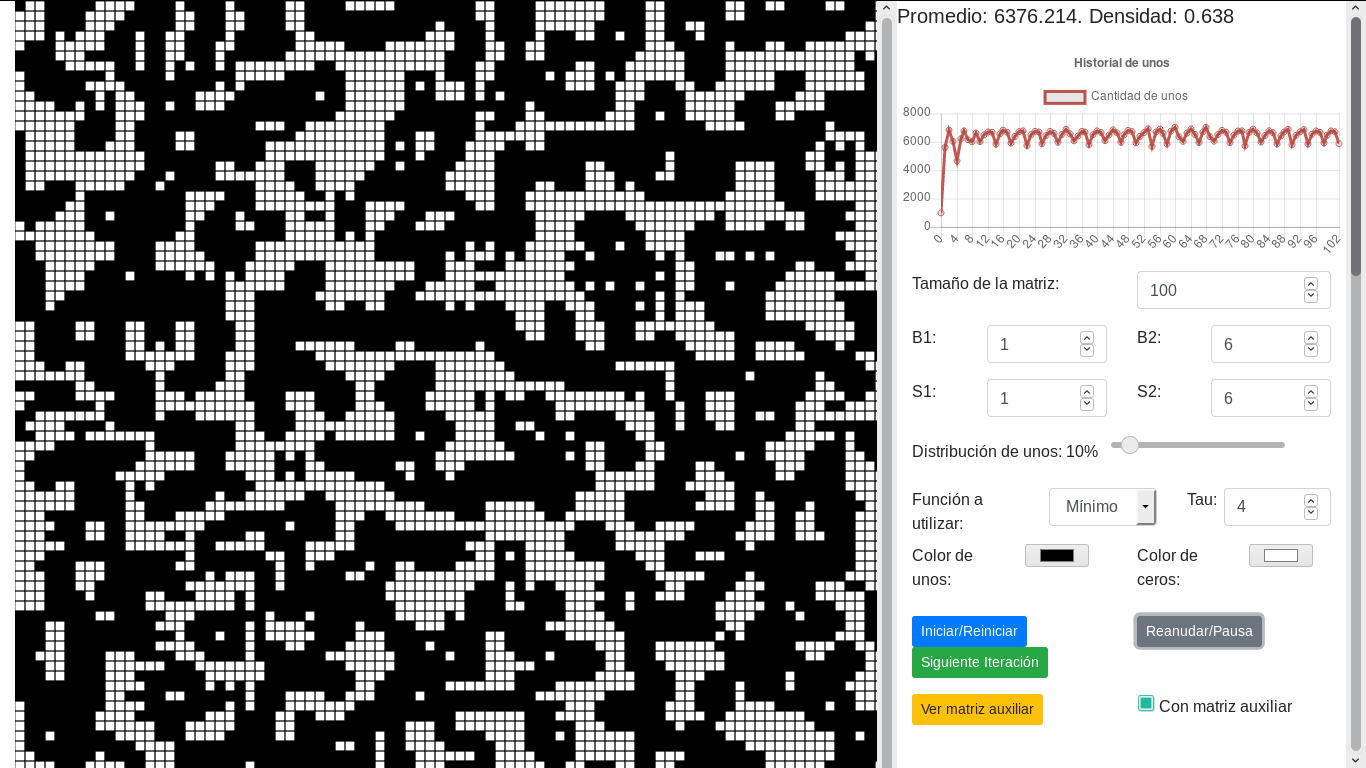 Promedio: 6376.214. Densidad: 0.638
Historial de unos
Cantidad de unos
8000
6000
4000
2000
0
0 4 8 12 16 20 24 28 32 36 40 44 48 52 56 60 64 68 72 76 80 84 88 92 96 102
Tamaño de la matriz: 100
B1: 1 B2: 6
S1: 1 S2: 6
Distribución de unos: 10%
Función a utilizar: Mínimo Tau: 4
Color de unos: Color de ceros:
Iniciar/Reiniciar Reanudar/Pausa
Siguiente Iteración
Ver matriz auxiliar Con matriz auxiliar